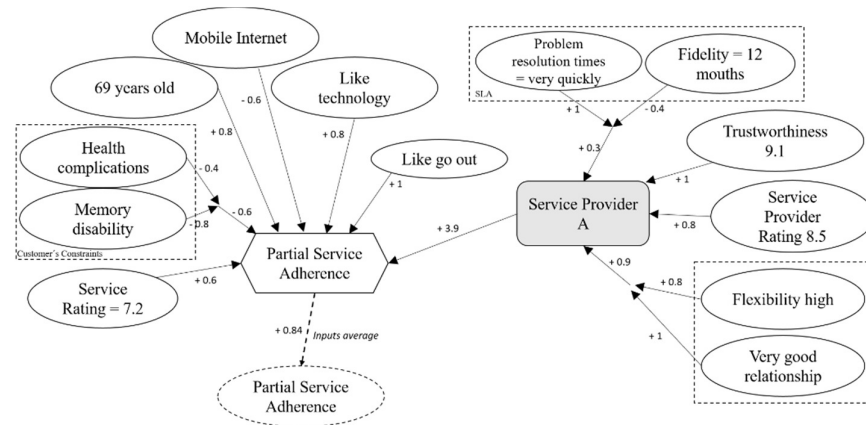 Mobile Internet
69 years old
Like
technology
Health
complications
Memory
disability
Customer's Constraints
Like go out
Service
Rating = 7.2
Partial Service
Adherence
- 0.6
+ 0.8
+ 0.8
- 0.4
- 0.8
- 0.6
+ 1
+ 0.6
+ 3.9
+ 0.84
Inputs average
Partial Service
Adherence
Problem
resolution times
= very quickly
Fidelity = 12
mouths
SLA
+ 1
- 0.4
+ 0.3
Trustworthiness
9.1
+ 1
Service Provider
A
Service
Provider
Rating 8.5
+ 0.8
+ 0.9
+ 0.8
Flexibility high
+ 1
Very good
relationship